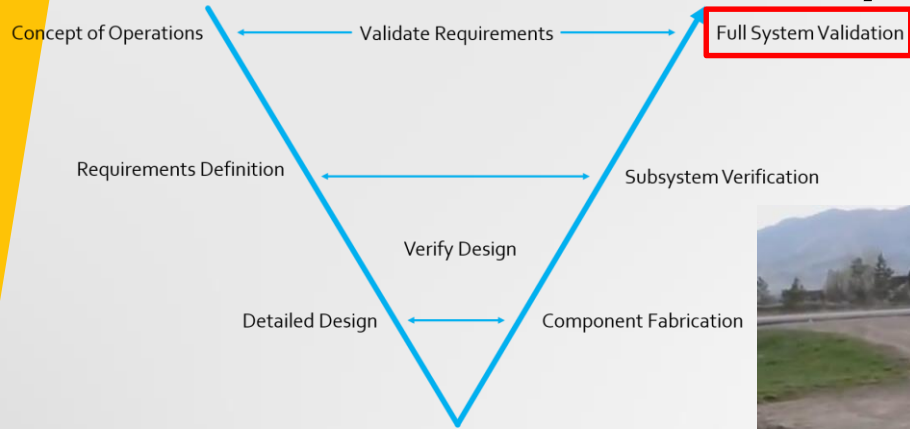 Concept of Operations
Validate Requirements
Full System Validation
Requirements Definition
Subsystem Verification
Verify Design
Detailed Design
Component Fabrication